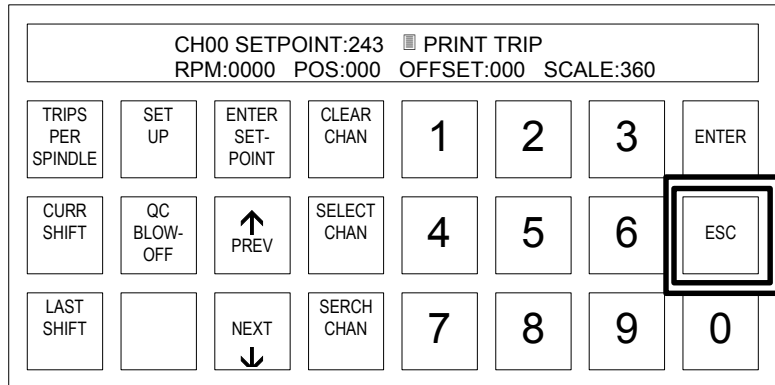 CH00 SETPOINT:243 PRINT TRIP
RPM:0000 POS:000 OFFSET:000 SCALE:360
TRIPS
PER
SPINDLE
SET
UP
ENTER
SET-
POINT
CLEAR
CHAN
1
2
3
ENTER
CURR
SHIFT
QC
BLOW-
OFF
PREV
SELECT
CHAN
4
5
6
ESC
LAST
SHIFT
NEXT
SERCH
CHAN
7
8
9
0